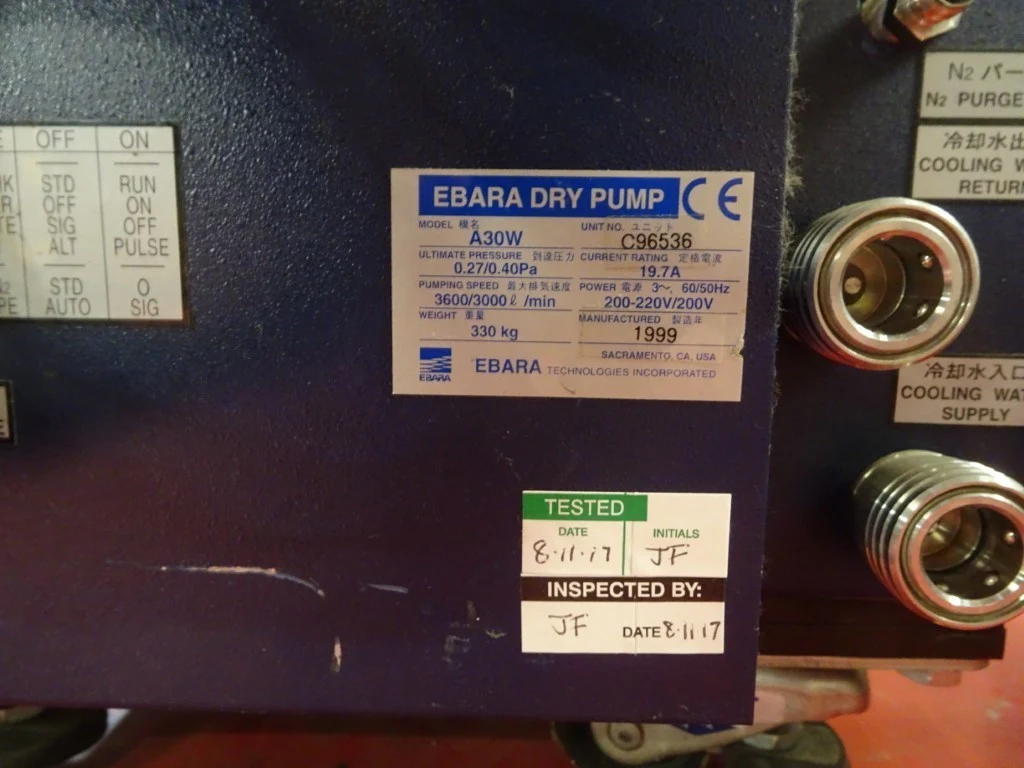 OFF ON
STD RUN
OFF ON
SIG OFF
ALT PULSE
STD O
AUTO SIG
EBARA DRY PUMP CE
MODEL 機名 UNIT NO. ユニット
A30W C96536
ULTIMATE PRESSURE 到達圧力 CURRENT RATING 定格電流
0.27/0.40Pa 19.7A
PUMPING SPEED 最大排気速度 POWER 電源 3~, 60/50Hz
3600/3000ℓ/min 200-220V/200V
WEIGHT 重量 MANUFACTURED 製造年
330 kg 1999
SACRAMENTO, CA, USA
EBARA EBARA TECHNOLOGIES INCORPORATED
TESTED
DATE INITIALS
8·11·17 JF
INSPECTED BY:
JF DATE 8·11·17
N2 パー
N2 PURGE
冷却水出
COOLING W
RETURN
冷却水入口
COOLING WAT
SUPPLY